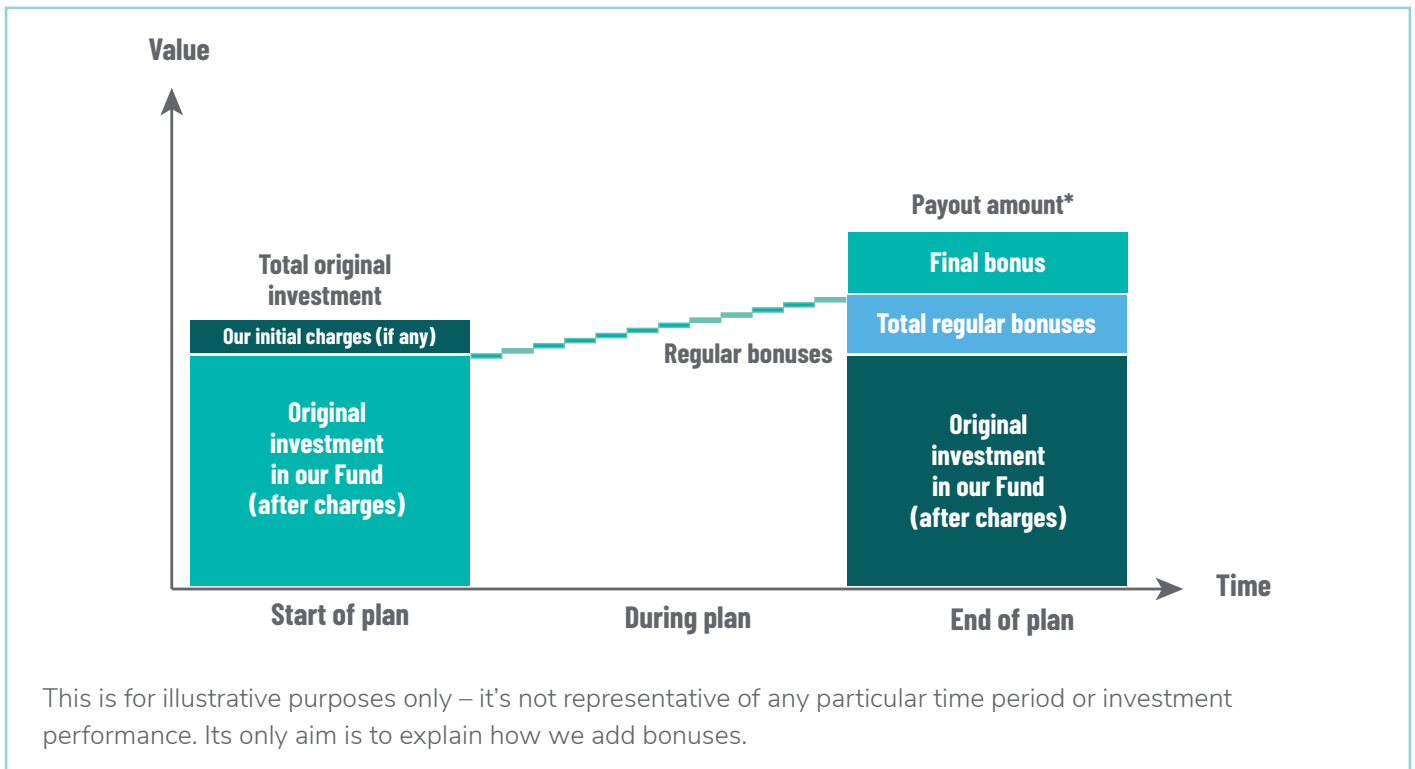 Value
Payout amount*
Total original
investment
Final bonus
Our initial charges (if any)
Total regular bonuses
Regular bonuses
Original
investment
in our Fund
(after charges)
Original
investment
in our Fund
(after charges)
Time
Start of plan
During plan
End of plan
This is for illustrative purposes only – it’s not representative of any particular time period or investment
performance. Its only aim is to explain how we add bonuses.